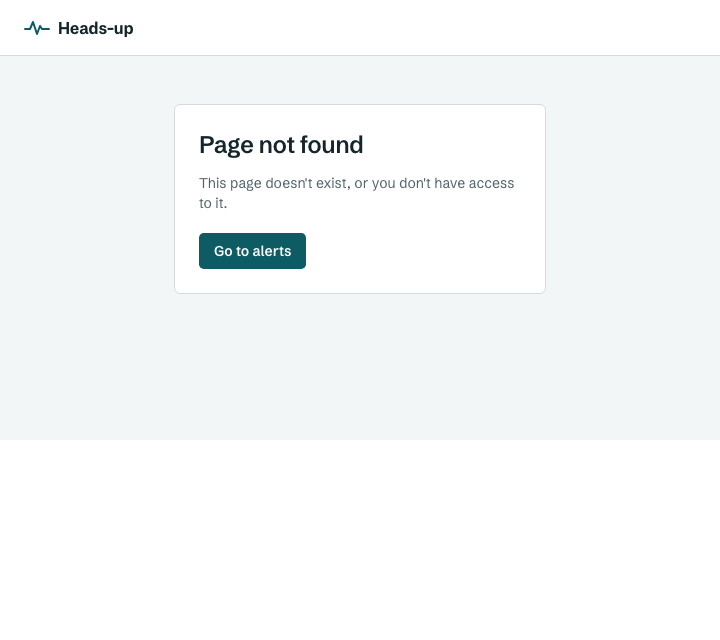 Heads-up
Page not found
This page doesn't exist, or you don't have access
to it.
Go to alerts